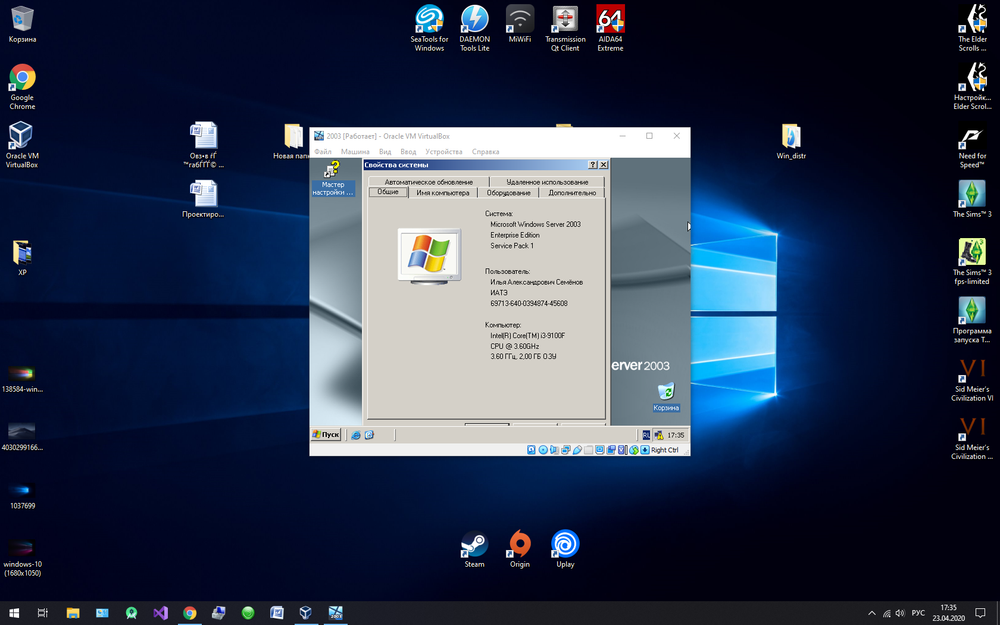 Корзина
Google
Chrome
Oracle VM
VirtualBox
XP
138584-win...
4030299166...
1037699
windows-10
(1680x1050)
Овз•в ѓЃ
™габЃЃЃ© ...
Проектиро...
Новая папк
SeaTools for
Windows
DAEMON
Tools Lite
MiWiFi
Transmission
Qt Client
64
AIDA64
Extreme
Win_distr
The Elder
Scrolls ...
Настройк...
Elder Scrol...
Need for
Speed™
The Sims™ 3
The Sims™ 3
fps-limited
Программа
запуска Т...
VI
Sid Meier's
Civilization VI
VI
Sid Meier's
Civilization ...
2003 [Работает] - Oracle VM VirtualBox
Файл Машина Вид Ввод Устройства Справка
Мастер
настройки ...
Свойства системы
Автоматическое обновление Удаленное использование
Общие Имя компьютера Оборудование Дополнительно
Система:
Microsoft Windows Server 2003
Enterprise Edition
Service Pack 1
Пользователь:
Илья Александрович Семёнов
ИАТЭ
69713-640-0394874-45608
Компьютер:
Intel(R) Core(TM) i3-9100F
CPU @ 3.60GHz
3.60 ГГц, 2,00 ГБ ОЗУ
erver 2003
Корзина
Пуск
RU 17:35
Right Ctrl
Steam
Origin
Uplay
2003
РУС
17:35
23.04.2020